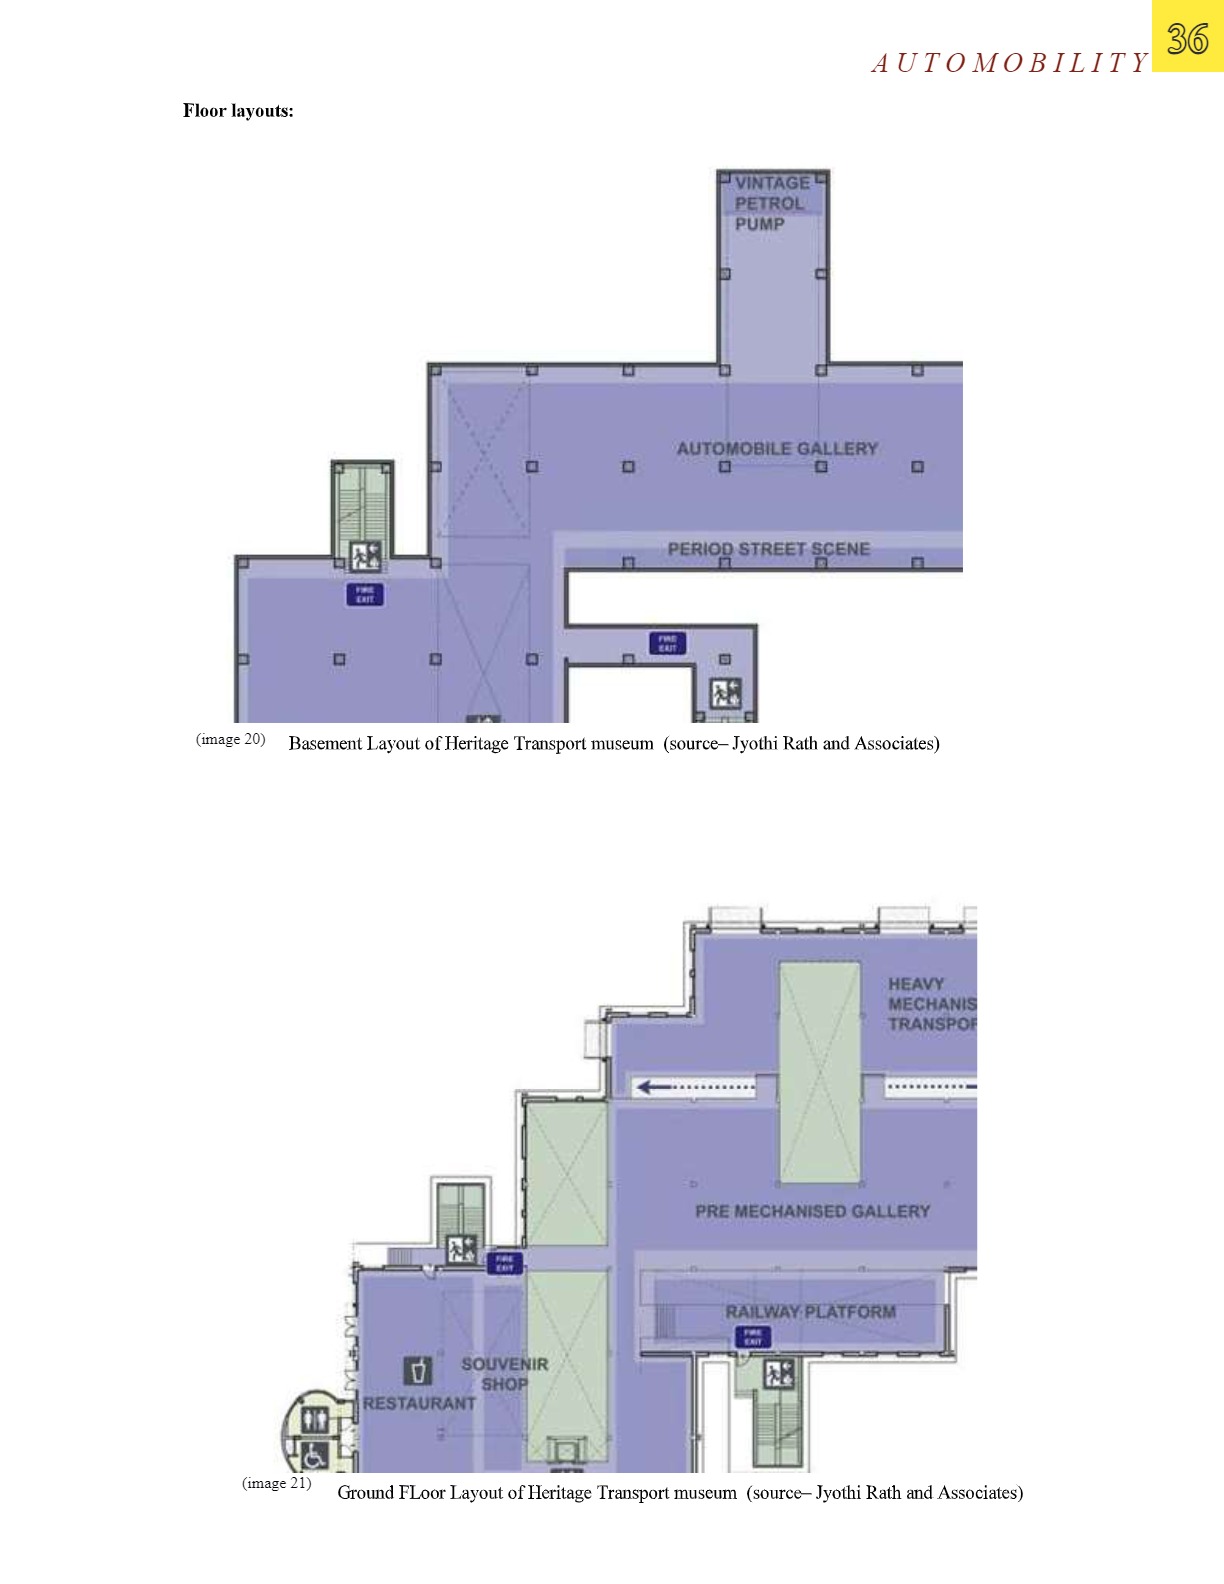 36
AUTOMOBILITY
Floor layouts:
VINTAGE
PETROL
PUMP
AUTOMOBILE GALLERY
PERIOD STREET SCENE
FIRE
EXIT
FIRE
EXIT
(image 20)
Basement Layout of Heritage Transport museum (source– Jyothi Rath and Associates)
HEAVY
MECHANIS
TRANSPOR
PRE MECHANISED GALLERY
FIRE
EXIT
RAILWAY PLATFORM
FIRE
EXIT
SOUVENIR
SHOP
RESTAURANT
(image 21)
Ground FLoor Layout of Heritage Transport museum (source– Jyothi Rath and Associates)